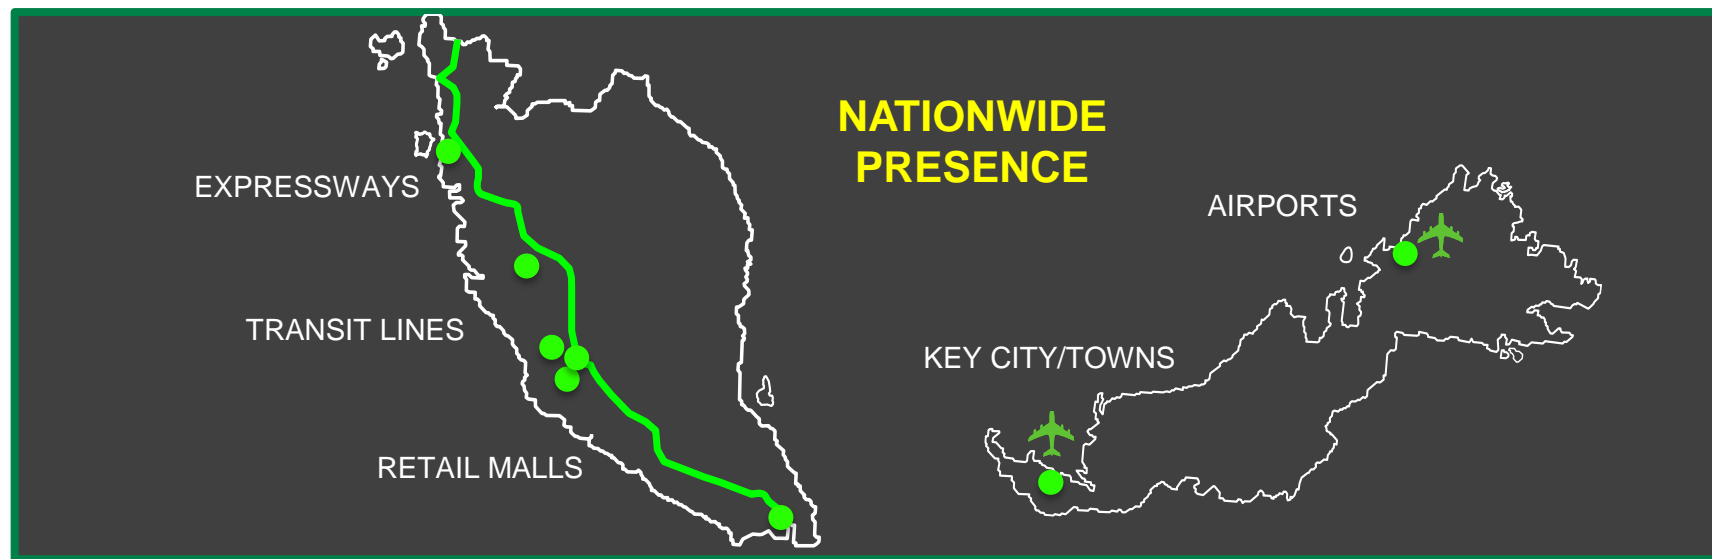 NATIONWIDE
PRESENCE
EXPRESSWAYS
AIRPORTS
TRANSIT LINES
KEY CITY/TOWNS
RETAIL MALLS